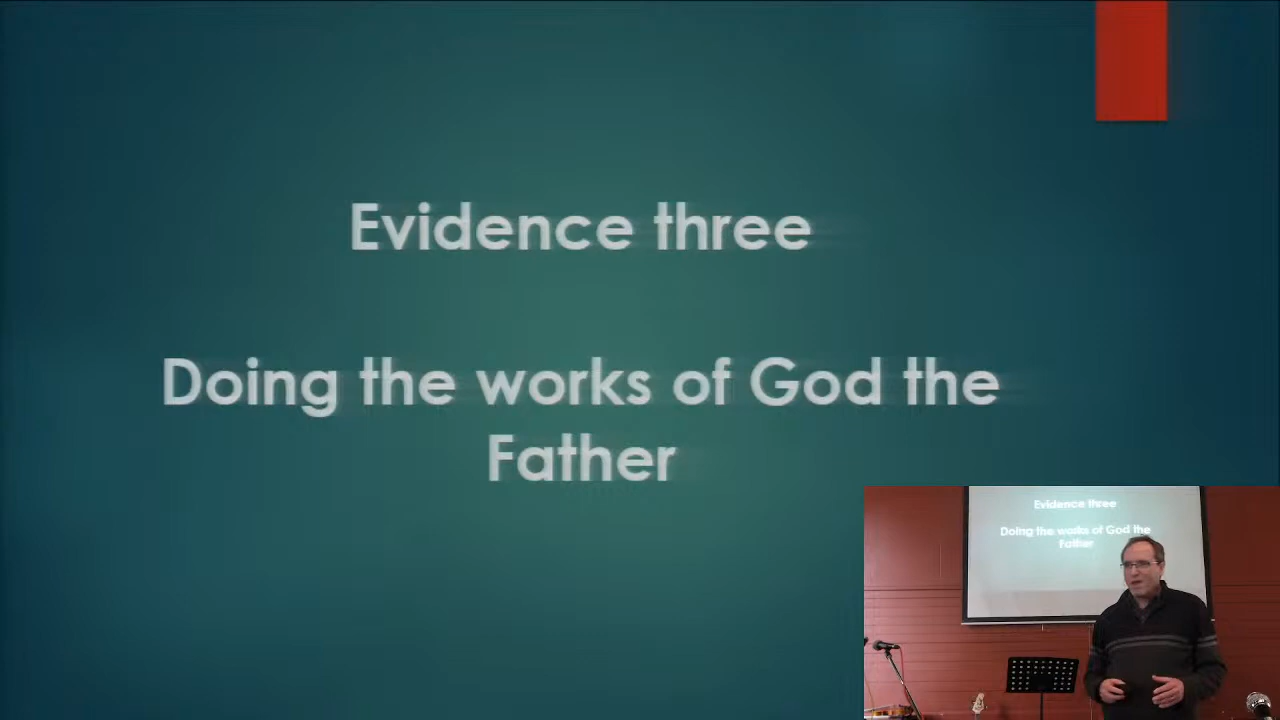 Evidence three
Doing the works of God the
Father
Evidence three
Doing the works of God the
Father